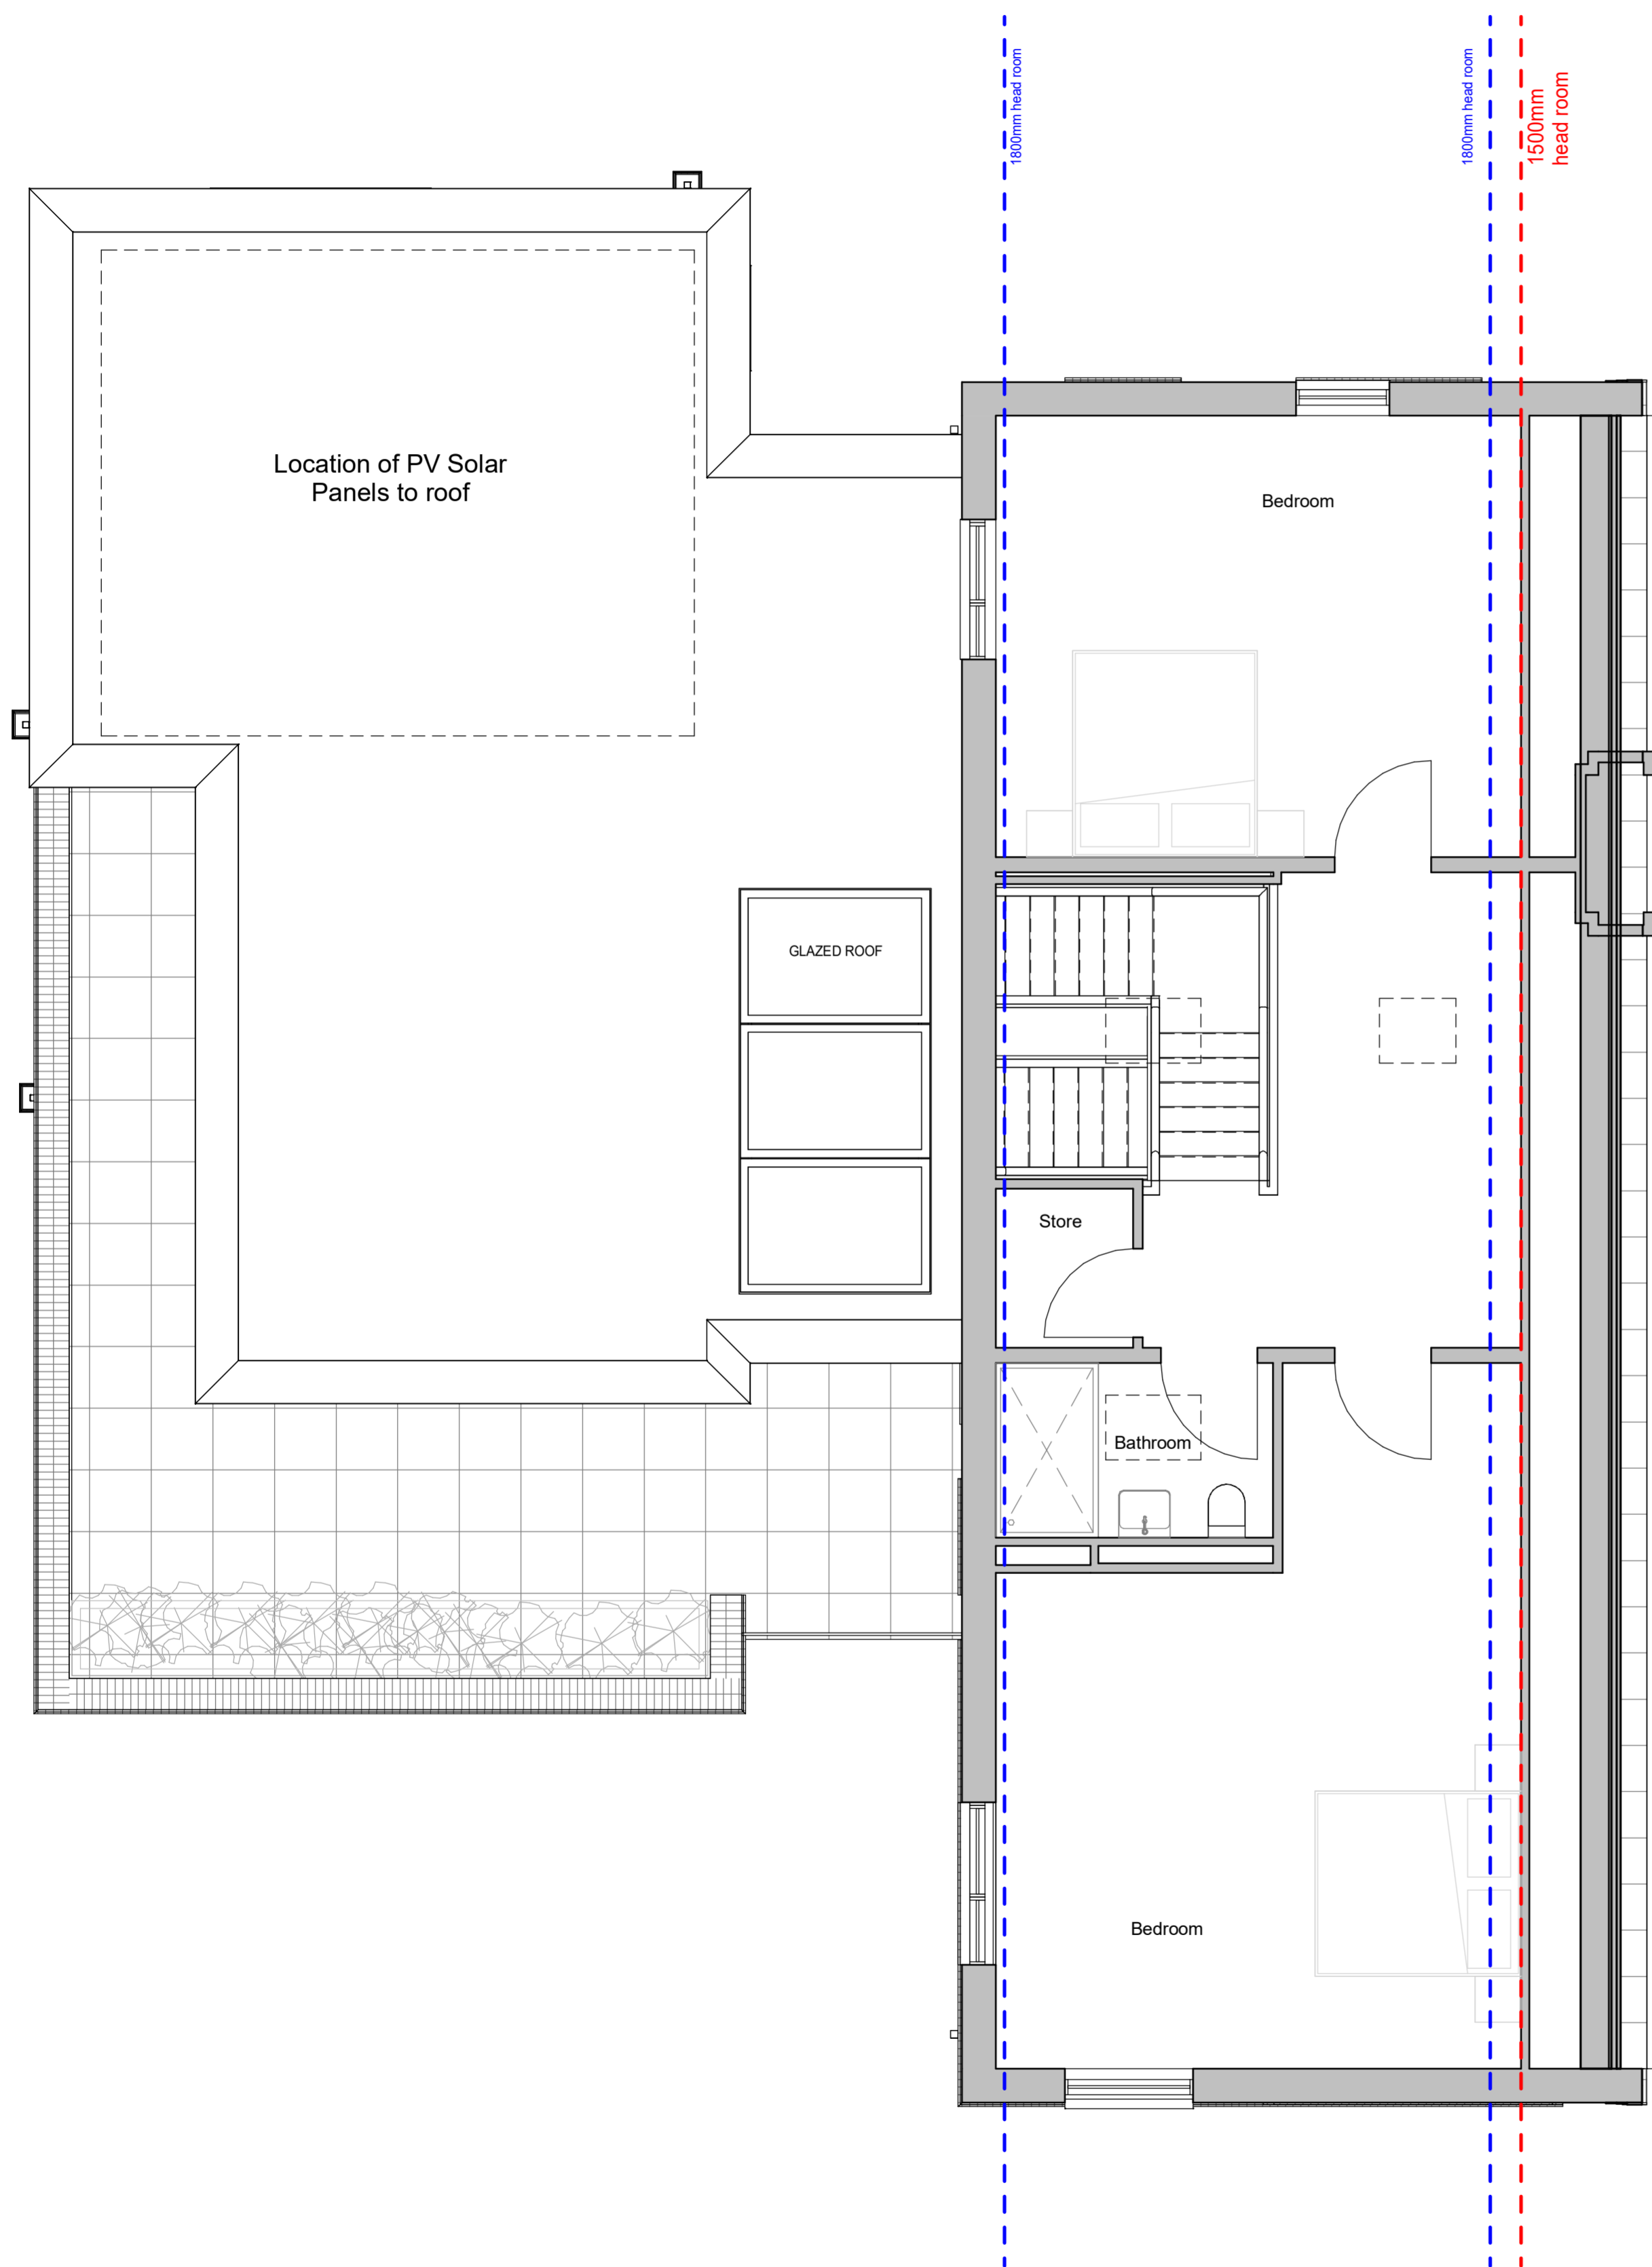 1800mm head room
1800mm head room
1500mm
head room
Location of PV Solar
Panels to roof
Bedroom
GLAZED ROOF
Store
Bathroom
Bedroom